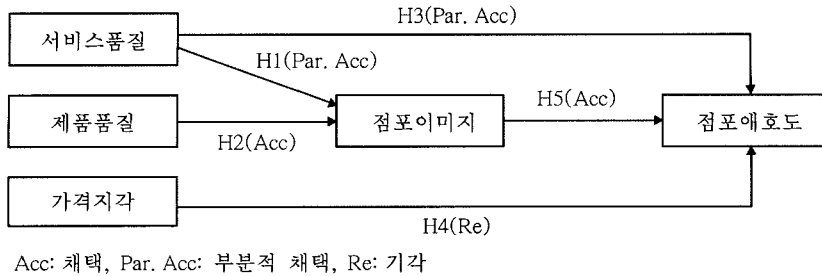 H3(Par. Acc)
서비스품질
H1(Par. Acc)
H5(Acc)
제품품질
점포이미지
점포애호도
H2(Acc)
가격지각
H4(Re)
Acc: 채택, Par. Acc: 부분적 채택, Re: 기각